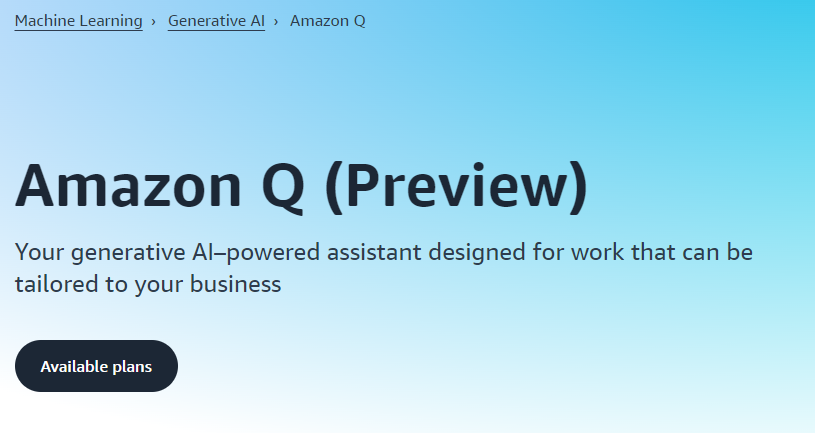 Machine Learning › Generative AI › Amazon Q
Amazon Q (Preview)
Your generative AI–powered assistant designed for work that can be
tailored to your business
Available plans